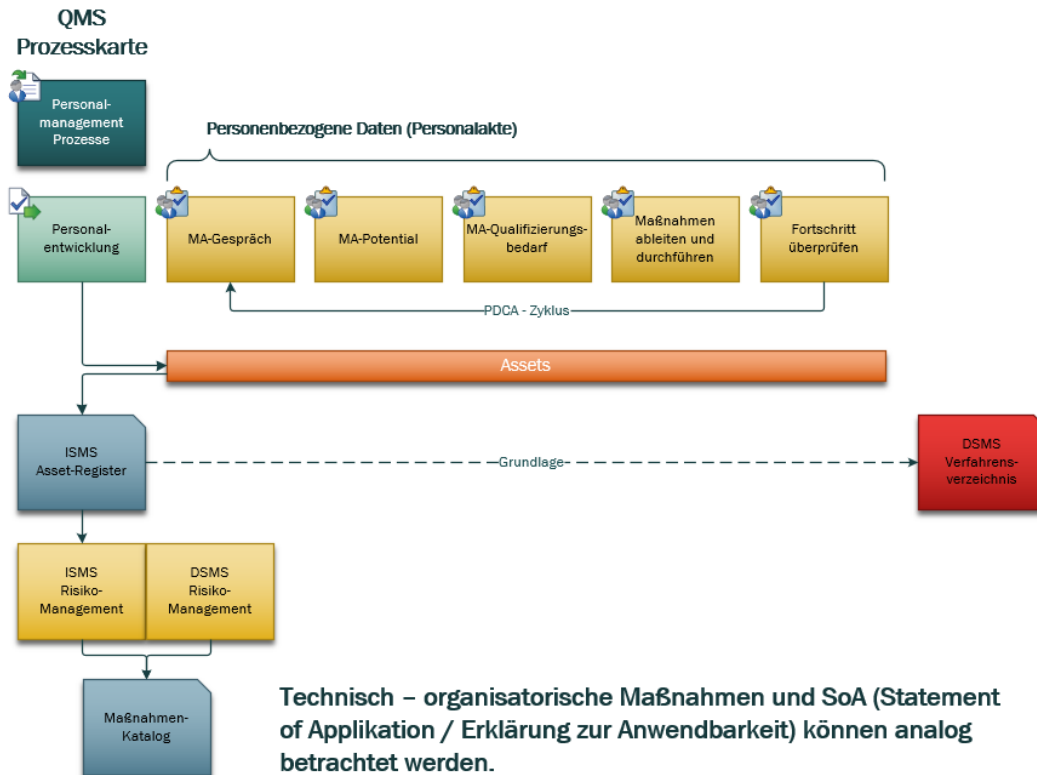 QMS
Prozesskarte
Personal-
management
Prozesse
Personenbezogene Daten (Personalakte)
Personal-
entwicklung
MA-Gespräch
MA-Potential
MA-Qualifizierungs-
bedarf
Maßnahmen
ableiten und
durchführen
Fortschritt
überprüfen
PDCA - Zyklus
Assets
ISMS
Asset-Register
Grundlage
DSMS
Verfahrens-
verzeichnis
ISMS
Risiko-
Management
DSMS
Risiko-
Management
Maßnahmen-
Katalog
Technisch – organisatorische Maßnahmen und SoA (Statement
of Applikation / Erklärung zur Anwendbarkeit) können analog
betrachtet werden.